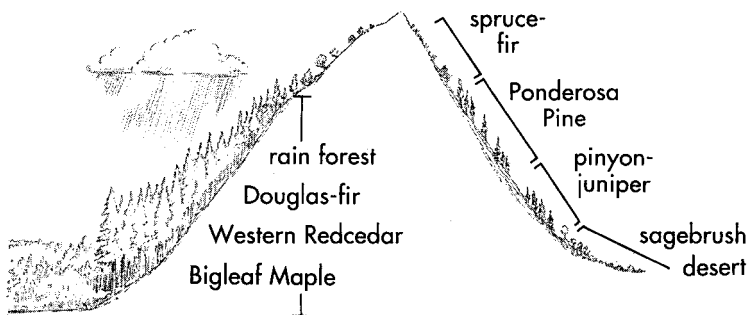 spruce-
fir
Ponderosa
Pine
pinyon-
juniper
sagebrush
desert
rain forest
Douglas-fir
Western Redcedar
Bigleaf Maple